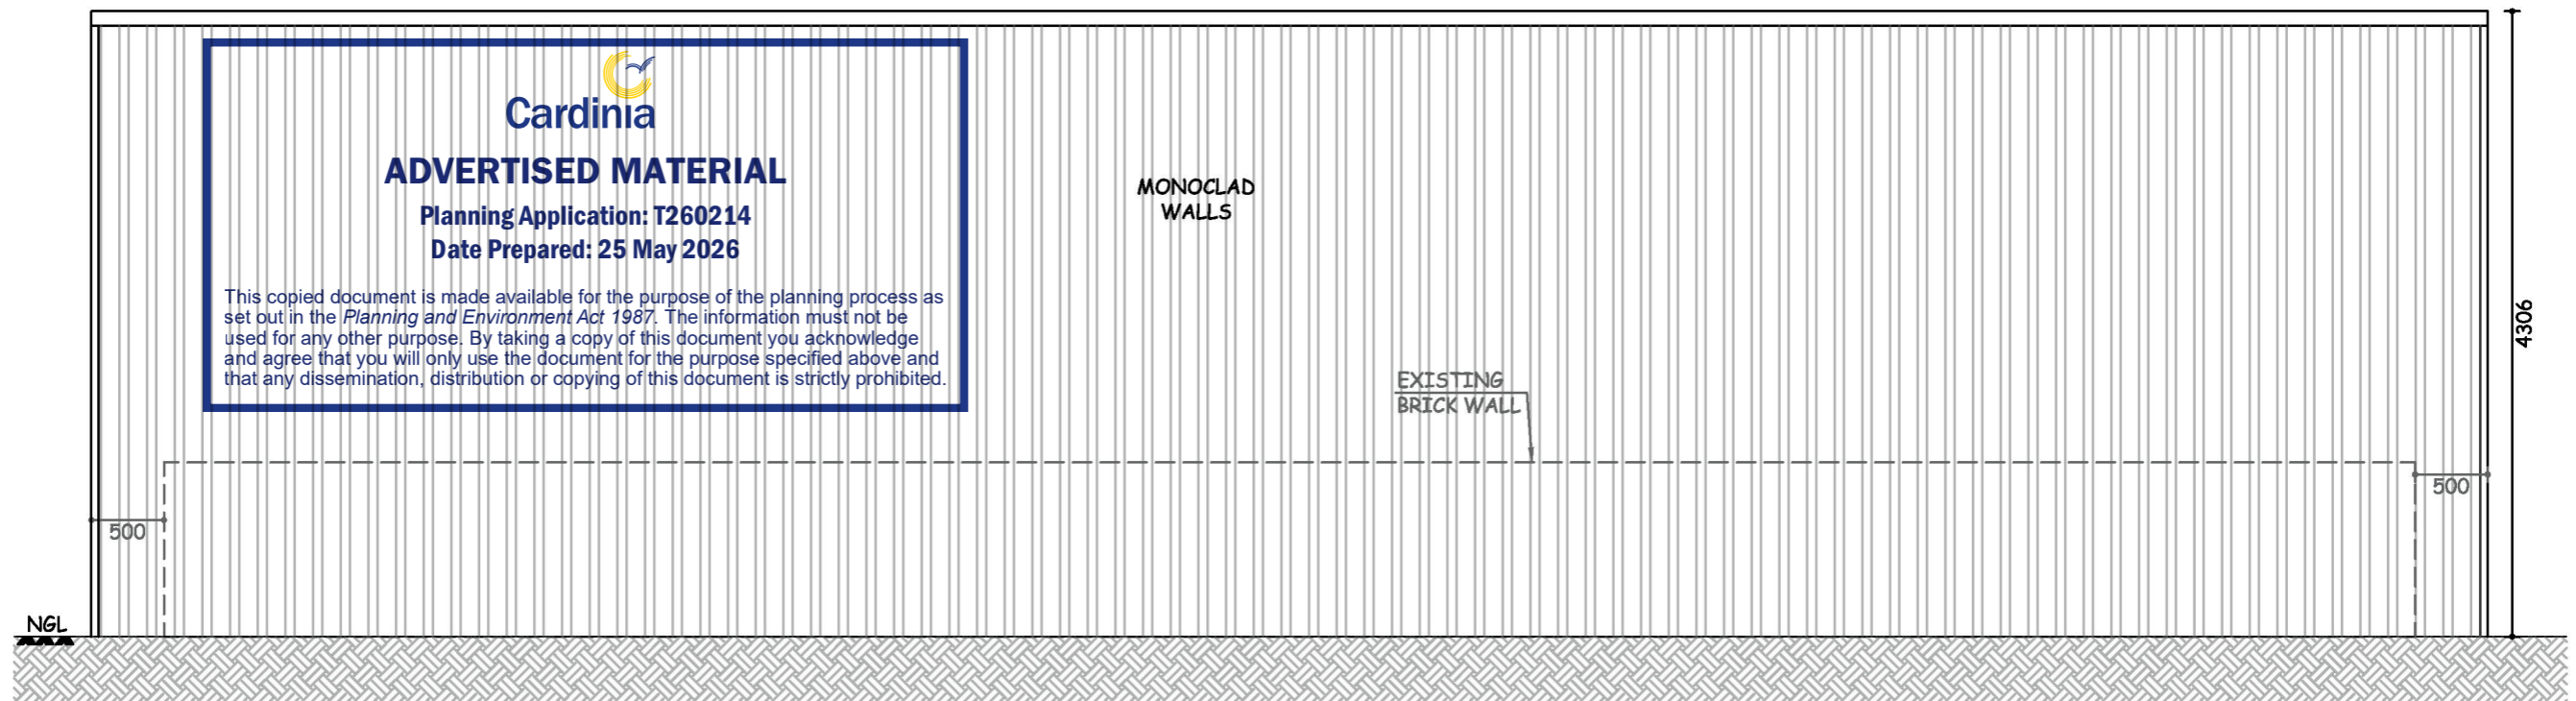 Cardinia
ADVERTISED MATERIAL
Planning Application: T260214
Date Prepared: 25 May 2026
This copied document is made available for the purpose of the planning process as
set out in the Planning and Environment Act 1987. The information must not be
used for any other purpose. By taking a copy of this document you acknowledge
and agree that you will only use the document for the purpose specified above and
that any dissemination, distribution or copying of this document is strictly prohibited.
MONOCLAD
WALLS
4306
EXISTING
BRICK WALL
500
500
NGL